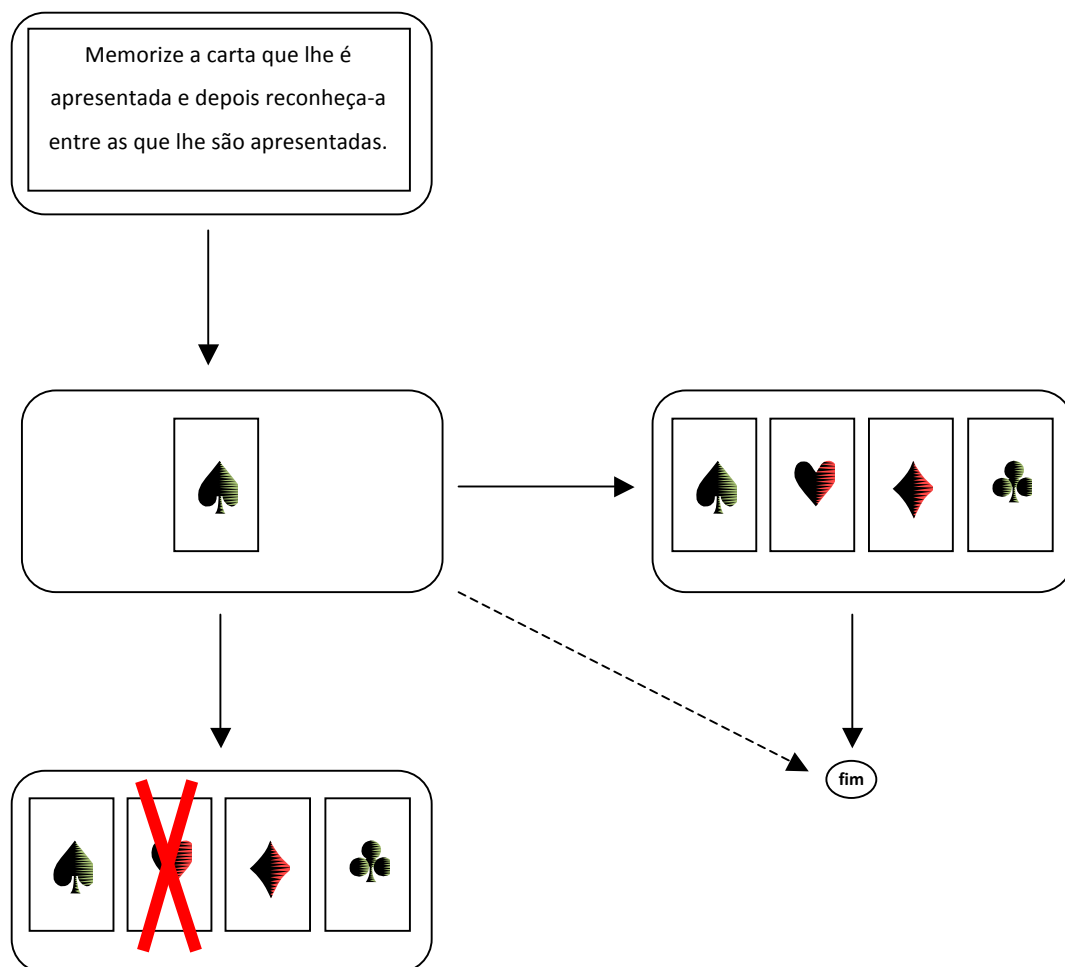 Memorize a carta que lhe é
apresentada e depois reconheça-a
entre as que lhe são apresentadas.
fim